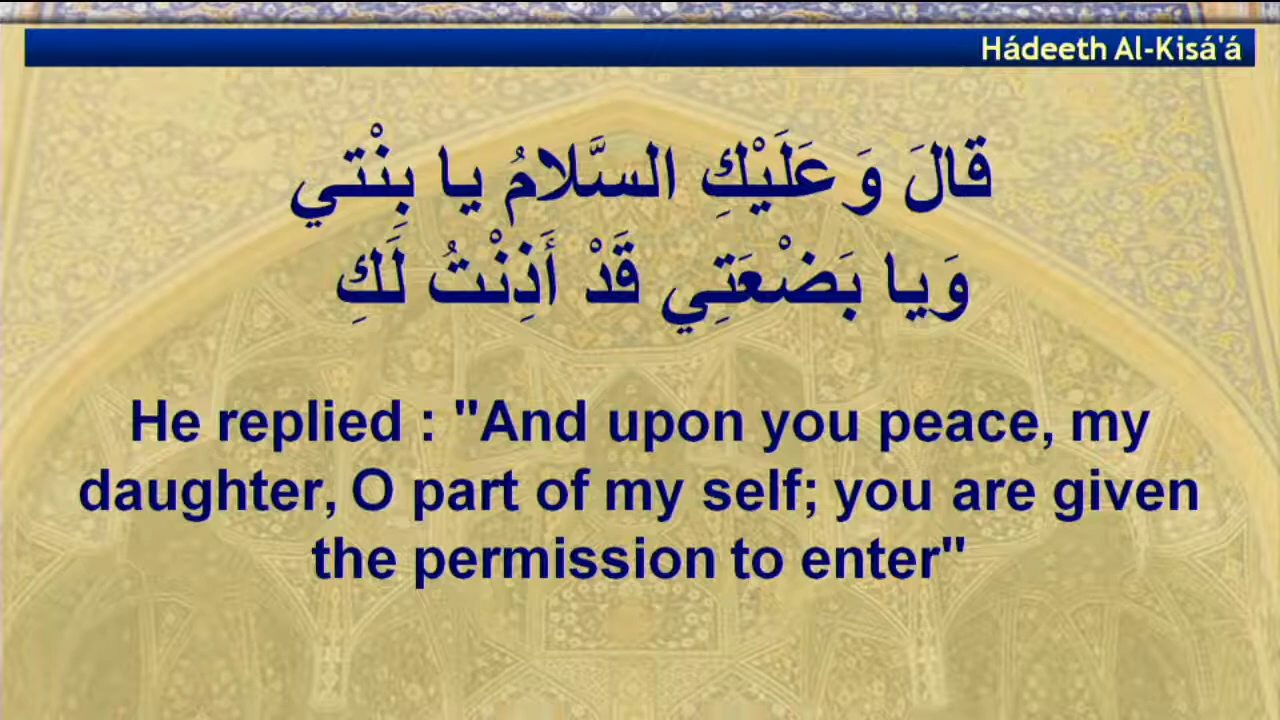 Hádeeth Al-Kisá'á
قَالَ وَ عَلَيْكِ السَّلامُ يا بِنْتي
وَيا بَضْعَتِي قَدْ أَذِنْتُ لَكِ
He replied : "And upon you peace, my
daughter, O part of my self; you are given
the permission to enter"